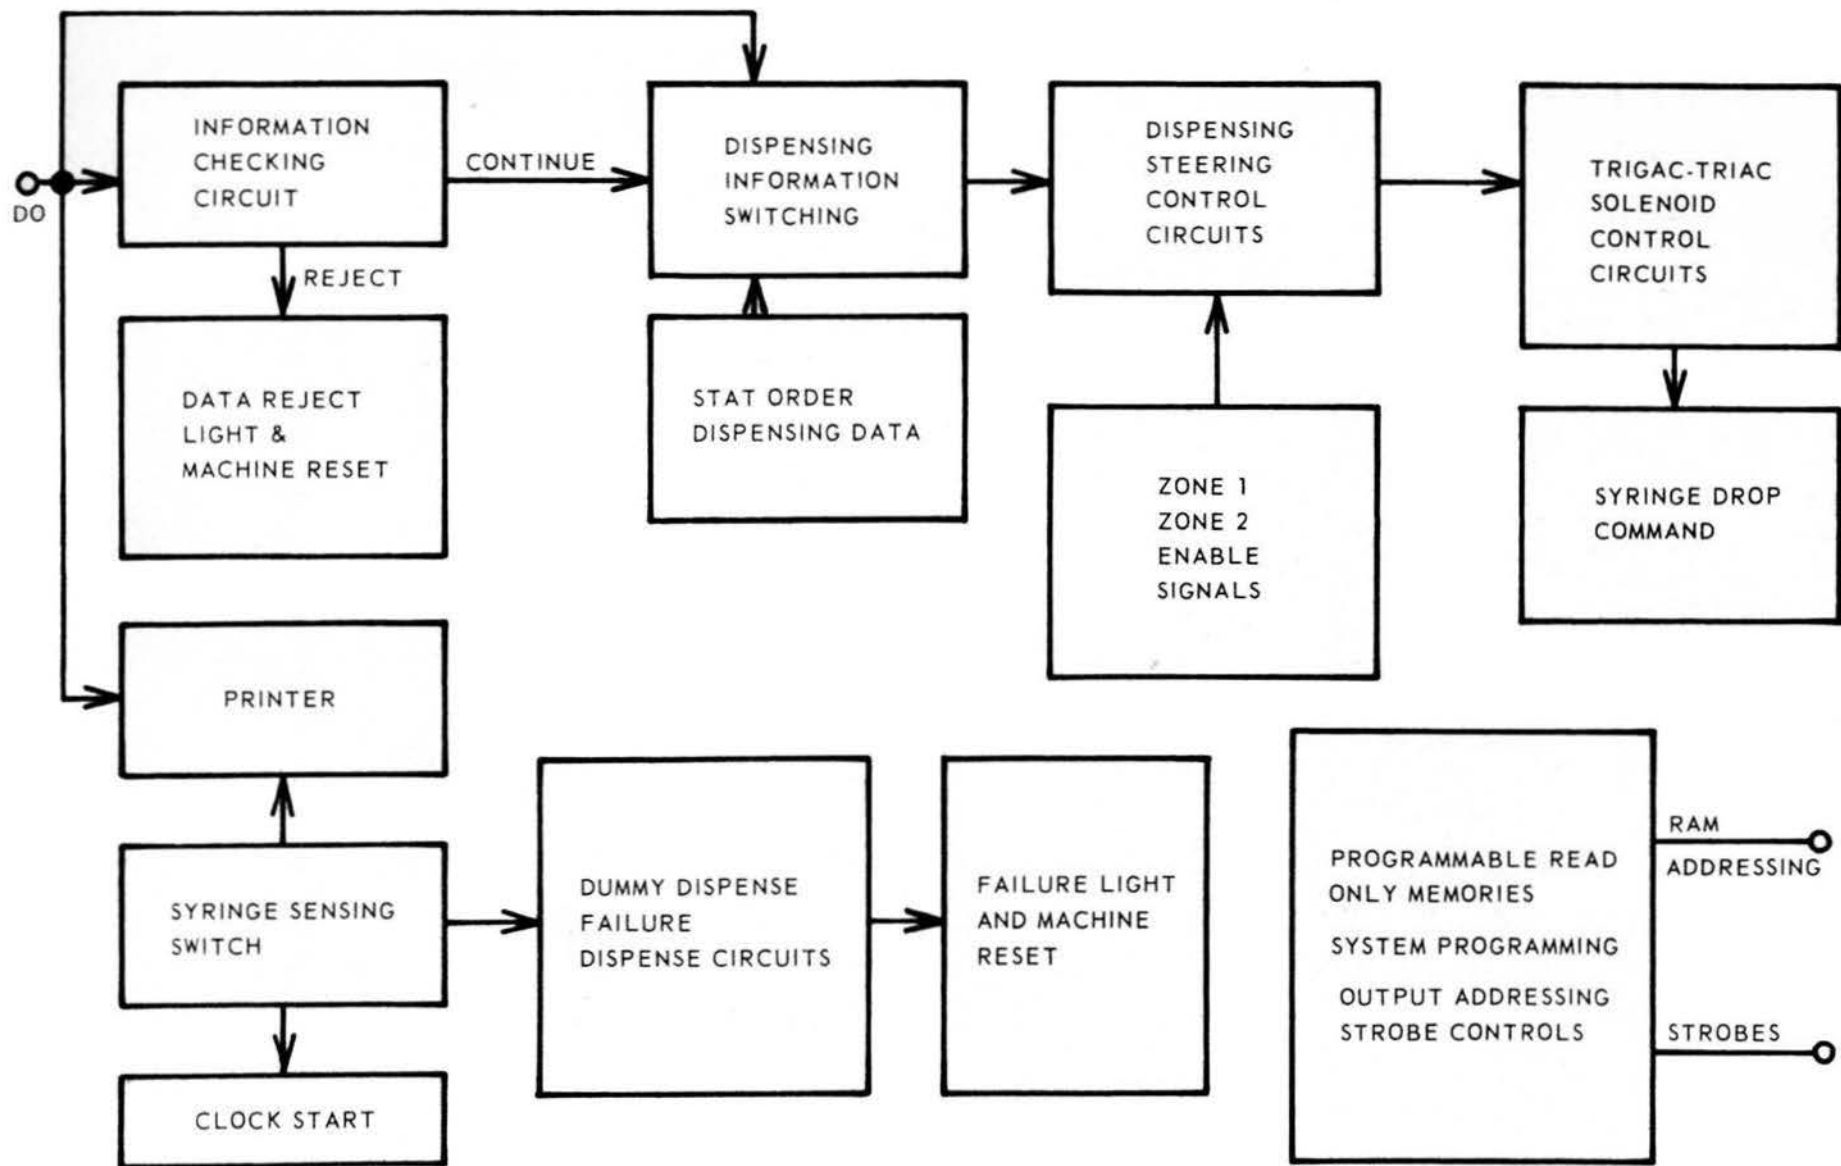 DO
INFORMATION
CHECKING
CIRCUIT
CONTINUE
REJECT
DATA REJECT
LIGHT &
MACHINE RESET
DISPENSING
INFORMATION
SWITCHING
STAT ORDER
DISPENSING DATA
DISPENSING
STEERING
CONTROL
CIRCUITS
ZONE 1
ZONE 2
ENABLE
SIGNALS
TRIGAC-TRIAC
SOLENOID
CONTROL
CIRCUITS
SYRINGE DROP
COMMAND
PRINTER
SYRINGE SENSING
SWITCH
CLOCK START
DUMMY DISPENSE
FAILURE
DISPENSE CIRCUITS
FAILURE LIGHT
AND MACHINE
RESET
PROGRAMMABLE READ
ONLY MEMORIES
SYSTEM PROGRAMMING
OUTPUT ADDRESSING
STROBE CONTROLS
RAM
ADDRESSING
STROBES